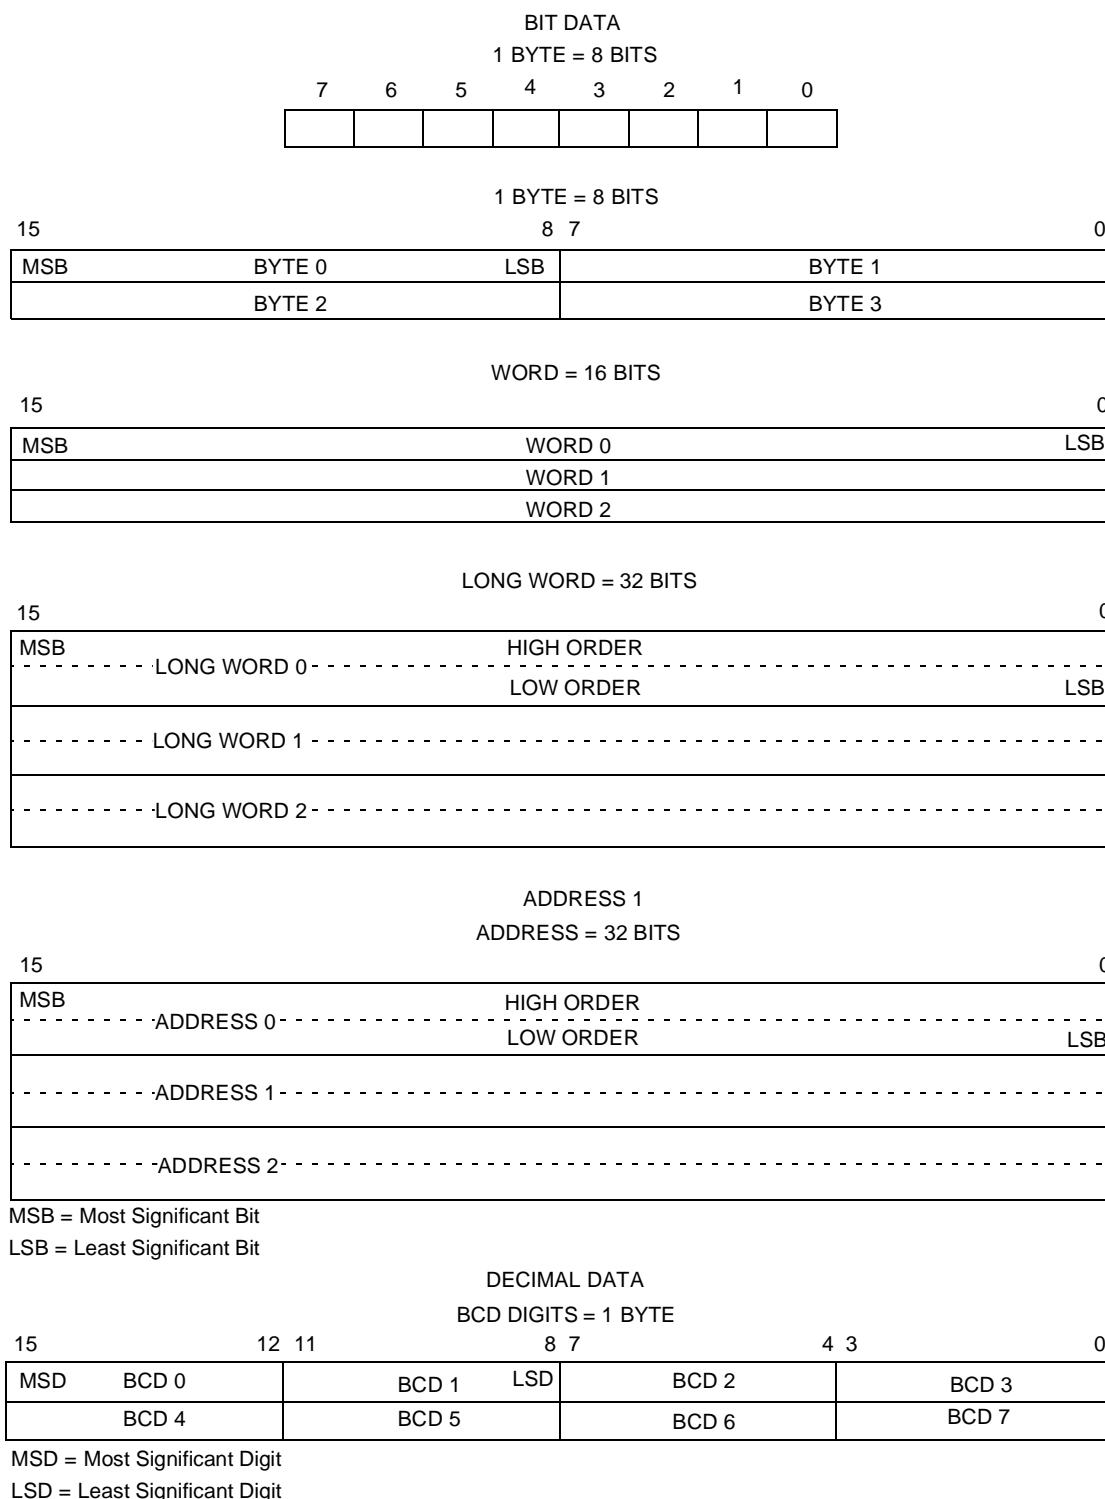 BIT DATA
1 BYTE = 8 BITS
7 6 5 4 3 2 1 0
1 BYTE = 8 BITS
15 8 7 0
MSB BYTE 0 LSB BYTE 1
BYTE 2 BYTE 3
WORD = 16 BITS
15 0
MSB WORD 0 LSB
WORD 1
WORD 2
LONG WORD = 32 BITS
15 0
MSB HIGH ORDER
LONG WORD 0
LOW ORDER LSB
LONG WORD 1
LONG WORD 2
ADDRESS 1
ADDRESS = 32 BITS
15 0
MSB HIGH ORDER
ADDRESS 0
LOW ORDER LSB
ADDRESS 1
ADDRESS 2
MSB = Most Significant Bit
LSB = Least Significant Bit
DECIMAL DATA
BCD DIGITS = 1 BYTE
15 12 11 8 7 4 3 0
MSD BCD 0 BCD 1 LSD BCD 2 BCD 3
BCD 4 BCD 5 BCD 6 BCD 7
MSD = Most Significant Digit
LSD = Least Significant Digit